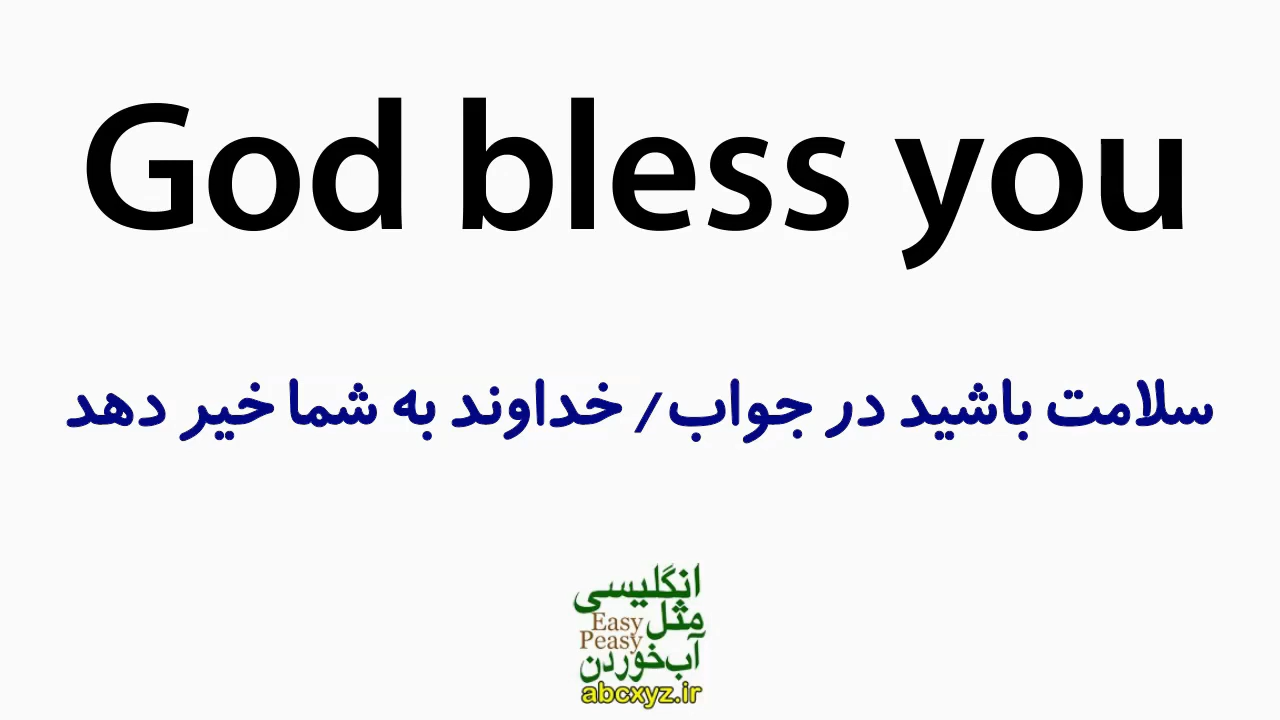 God bless you
سلامت باشید در جواب/ خداوند به شما خیر دهد
انگلیسی
مثل
Easy
Peasy
آب‌خوردن
abcxyz.ir